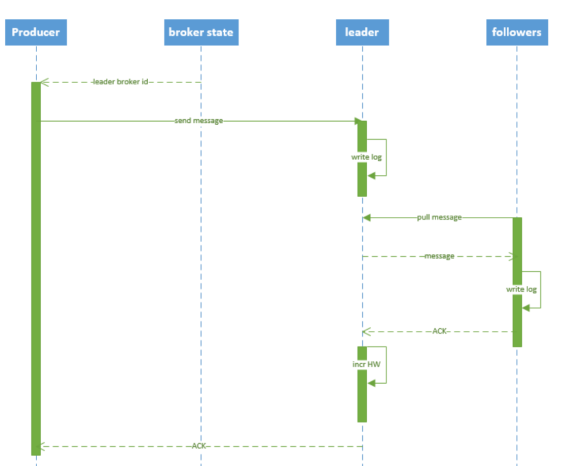 Producer
broker state
leader
followers
leader broker id
send message
write log
pull message
message
write log
ACK
incr HW
ACK